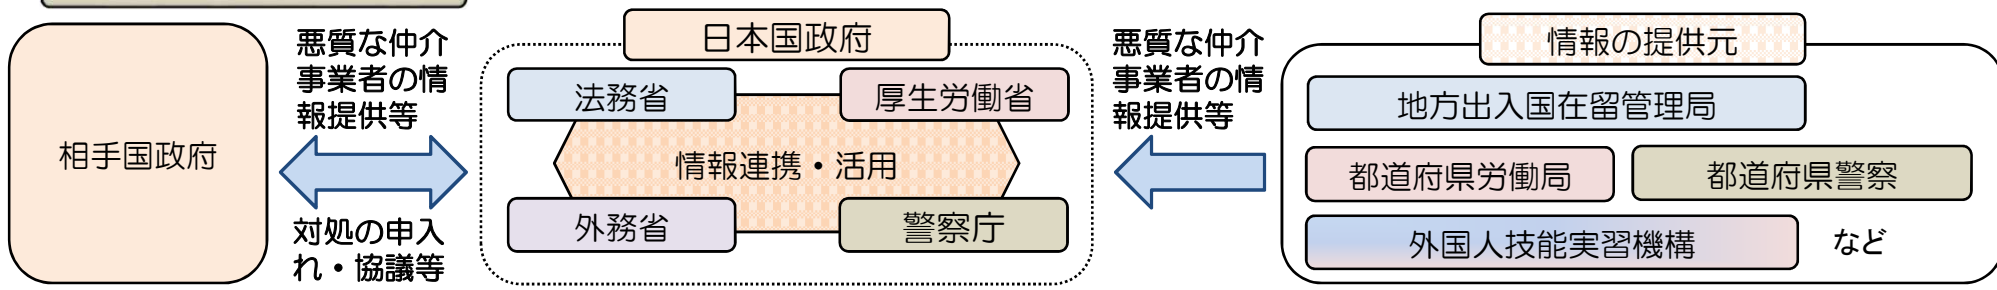 相手国政府
悪質な仲介
事業者の情
報提供等
対処の申入
れ・協議等
日本国政府
法務省
厚生労働省
情報連携・活用
外務省
警察庁
悪質な仲介
事業者の情
報提供等
情報の提供元
地方出入国在留管理局
都道府県労働局
都道府県警察
外国人技能実習機構
など